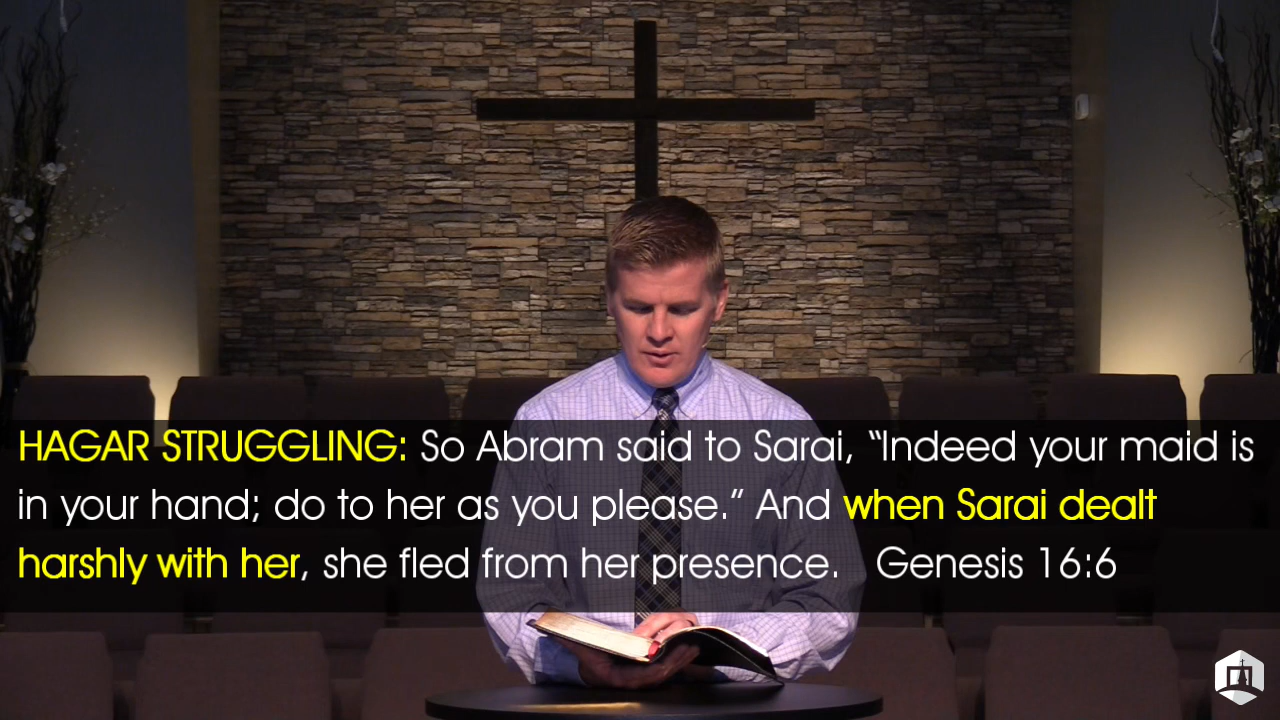 HAGAR STRUGGLING: So Abram said to Sarai, “Indeed your maid is
in your hand; do to her as you please.” And when Sarai dealt
harshly with her, she fled from her presence. Genesis 16:6